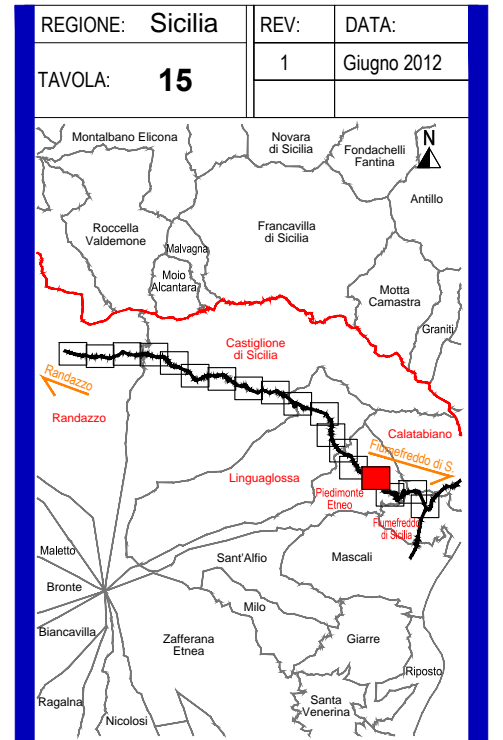 REGIONE: Sicilia
REV:
DATA:
TAVOLA: 15
1
Giugno 2012
Montalbano Elicona
Novara
di Sicilia
Fondachelli
Fantina
N
Antillo
Roccella
Valdemone
Malvagna
Francavilla
di Sicilia
Moio
Alcantara
Motta
Camastra
Graniti
Castiglione
di Sicilia
Randazzo
Randazzo
Calatabiano
Fiumefreddo di S.
Linguaglossa
Piedimonte
Etneo
Fiumefreddo
di Sicilia
Maletto
Sant'Alfio
Mascali
Bronte
Milo
Biancavilla
Zafferana
Etnea
Giarre
Riposto
Ragalna
Santa
Venerina
Nicolosi